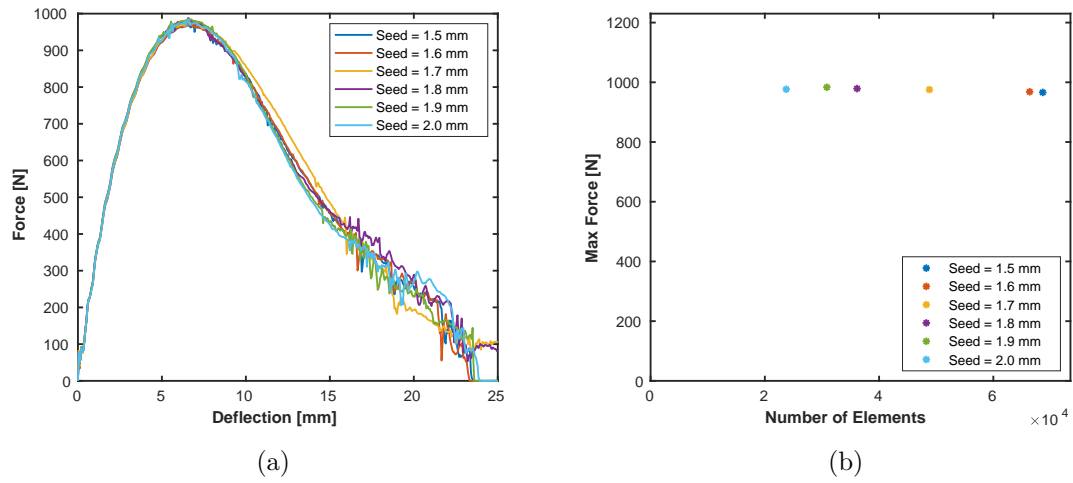 1000
900
800
700
600
500
400
300
200
100
0
Force [N]
0 5 10 15 20 25
Deflection [mm]
Seed = 1.5 mm
Seed = 1.6 mm
Seed = 1.7 mm
Seed = 1.8 mm
Seed = 1.9 mm
Seed = 2.0 mm
(a)
1200
1000
800
600
400
200
0
Max Force [N]
0 2 4 6
Number of Elements
×10^4
Seed = 1.5 mm
Seed = 1.6 mm
Seed = 1.7 mm
Seed = 1.8 mm
Seed = 1.9 mm
Seed = 2.0 mm
(b)